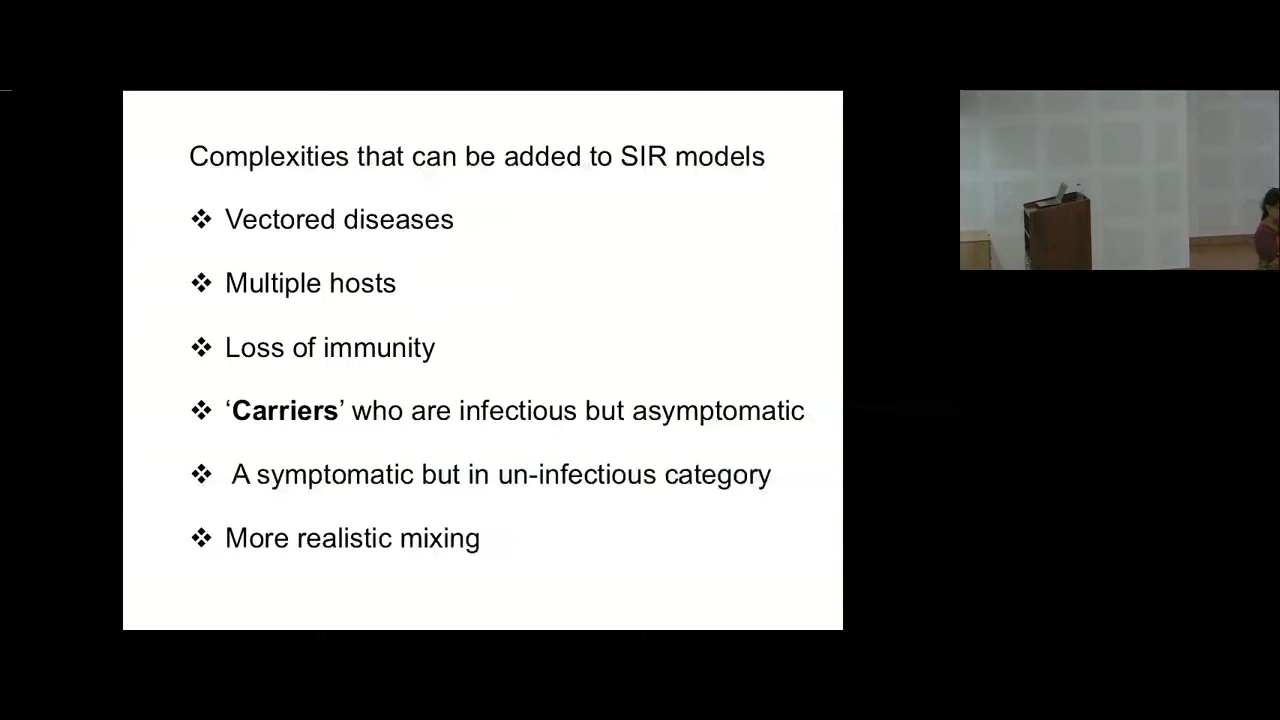 Complexities that can be added to SIR models
❖ Vectored diseases
❖ Multiple hosts
❖ Loss of immunity
❖ ‘Carriers’ who are infectious but asymptomatic
❖ A symptomatic but in un-infectious category
❖ More realistic mixing